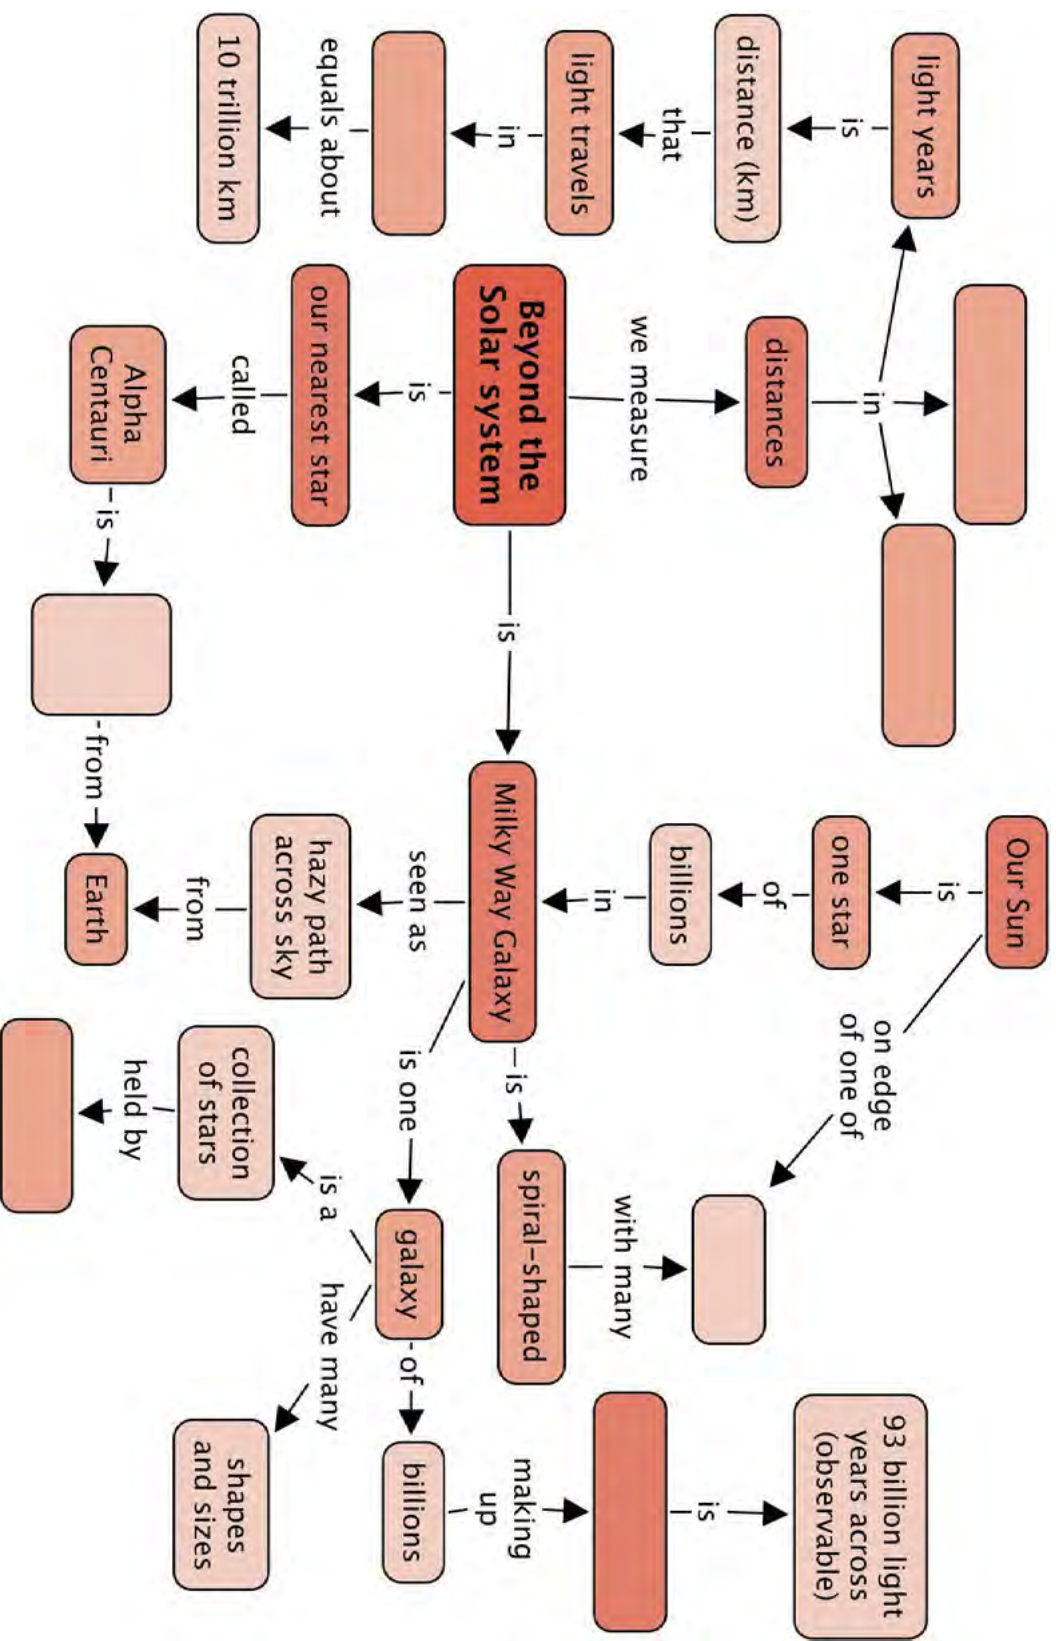 light years
is
distance (km)
that
light travels
in
equals about
10 trillion km
in
distances
we measure
Beyond the
Solar system
is
our nearest star
called
Alpha
Centauri
is
from
Earth
is
Our Sun
is
one star
of
billions
in
Milky Way Galaxy
seen as
hazy path
across sky
from
on edge
of one of
is
spiral-shaped
with many
is one
galaxy
is a
collection
of stars
held by
have many
shapes
and sizes
of
billions
making
up
is
93 billion light
years across
(observable)